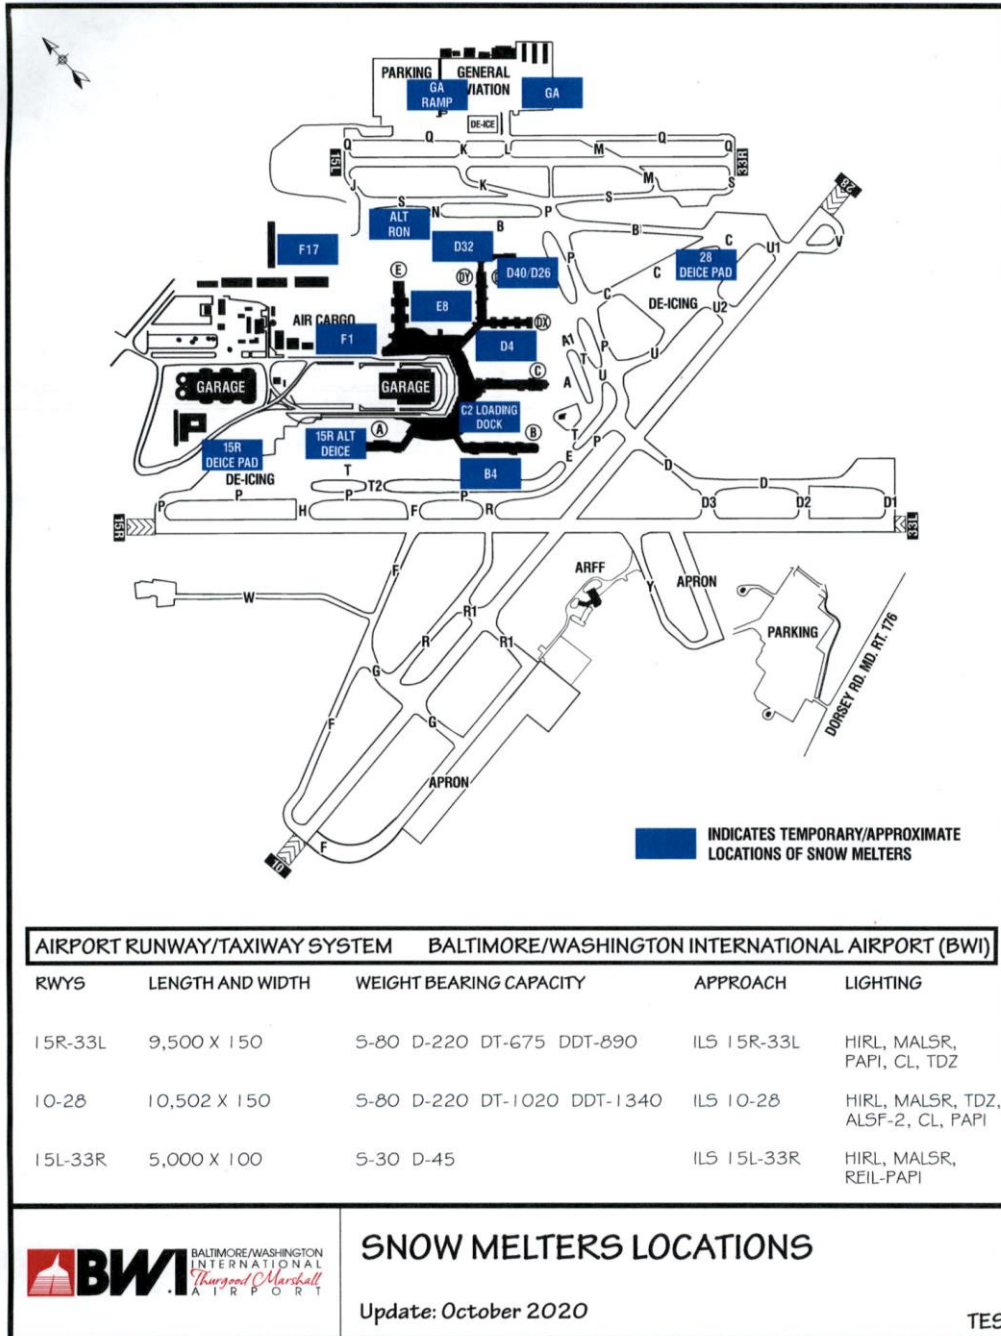 PARKING
GENERAL
VIATION
GA
RAMP
GA
DE-ICE
Q
Q
K
L
M
Q
Q
15L
33R
J
K
M
S
S
N
P
S
B
B
28
V
ALT
RON
F17
D32
D40/D26
P
C
U1
28
DEICE PAD
C
DE-ICING
U2
E
DY
E8
C
AIR CARGO
F1
DX
D4
A1
P
T
U
U
A
C
GARAGE
GARAGE
C2 LOADING
DOCK
15R
DEICE PAD
15R ALT
DEICE
A
B
T
P
E
B4
DE-ICING
T
T2
P
P
P
P
H
F
R
D
D
D3
D2
D1
15R
33L
F
ARFF
Y
APRON
W
R1
R
R1
PARKING
DORSEY RD. MD. RT. 176
G
F
G
APRON
F
10
INDICATES TEMPORARY/APPROXIMATE
LOCATIONS OF SNOW MELTERS
AIRPORT RUNWAY/TAXIWAY SYSTEM BALTIMORE/WASHINGTON INTERNATIONAL AIRPORT (BWI)
RWYS LENGTH AND WIDTH WEIGHT BEARING CAPACITY APPROACH LIGHTING
15R-33L 9,500 X 150 S-80 D-220 DT-675 DDT-890 ILS 15R-33L HIRL, MALSR,
PAPI, CL, TDZ
10-28 10,502 X 150 S-80 D-220 DT-1020 DDT-1340 ILS 10-28 HIRL, MALSR, TDZ,
ALSF-2, CL, PAPI
15L-33R 5,000 X 100 S-30 D-45 ILS 15L-33R HIRL, MALSR,
REIL-PAPI
BWI
BALTIMORE/WASHINGTON
INTERNATIONAL
Thurgood Marshall
AIRPORT
SNOW MELTERS LOCATIONS
Update: October 2020
TES